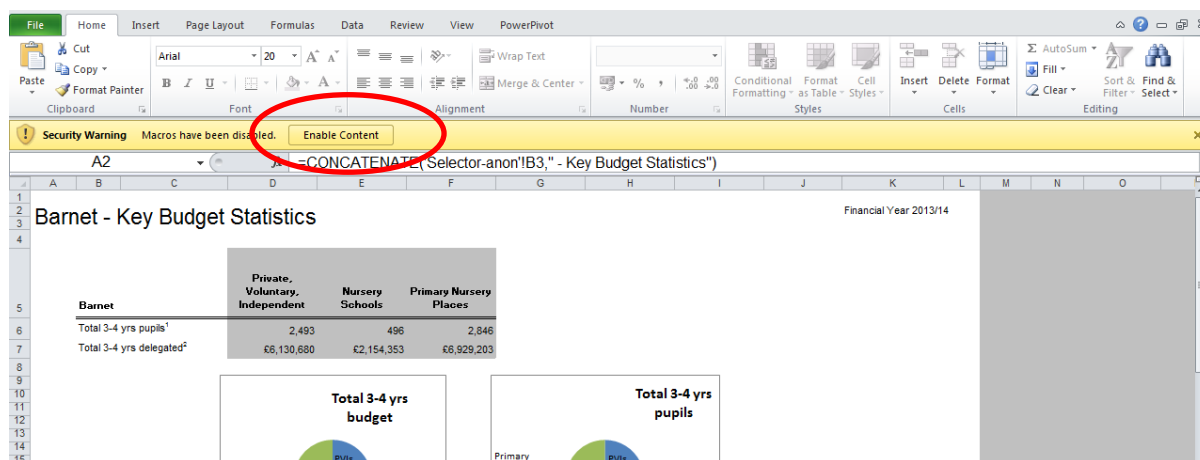 File Home Insert Page Layout Formulas Data Review View PowerPivot
Cut
Copy
Format Painter
Paste
Arial 20
Wrap Text
Merge & Center
B I U
% ,
Conditional Formatting
Format as Table
Cell Styles
Insert Delete Format
Σ AutoSum
Fill
Clear
Sort & Filter
Find & Select
Clipboard Font Alignment Number Styles Cells Editing
Security Warning Macros have been disabled. Enable Content
A2 =CONCATENATE('Selector-anon'!B3," - Key Budget Statistics")
A B C D E F G H I J K L M N O
1
2
3
4
5
6
7
8
9
10
11
12
13
14
15
Barnet - Key Budget Statistics
Financial Year 2013/14
Barnet
Private, Voluntary, Independent
Nursery Schools
Primary Nursery Places
Total 3-4 yrs pupils¹ 2,493 496 2,846
Total 3-4 yrs delegated² £6,130,680 £2,154,353 £6,929,203
Total 3-4 yrs
budget
Total 3-4 yrs
pupils
PVIs
Primary
PVIs